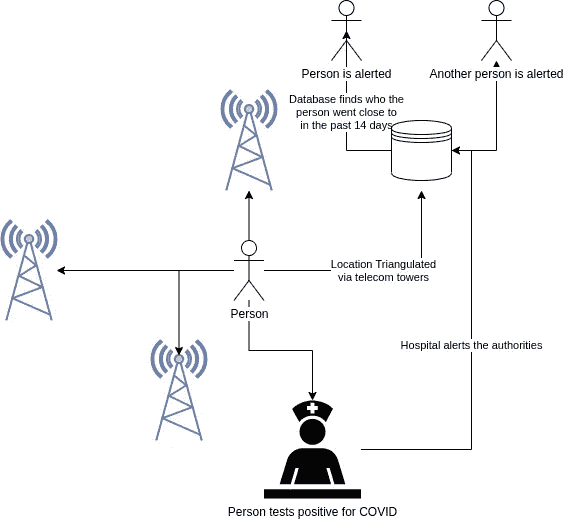 Person is alerted
Another person is alerted
Database finds who the
person went close to
in the past 14 days
Location Triangulated
via telecom towers
Person
Hospital alerts the authorities
Person tests positive for COVID